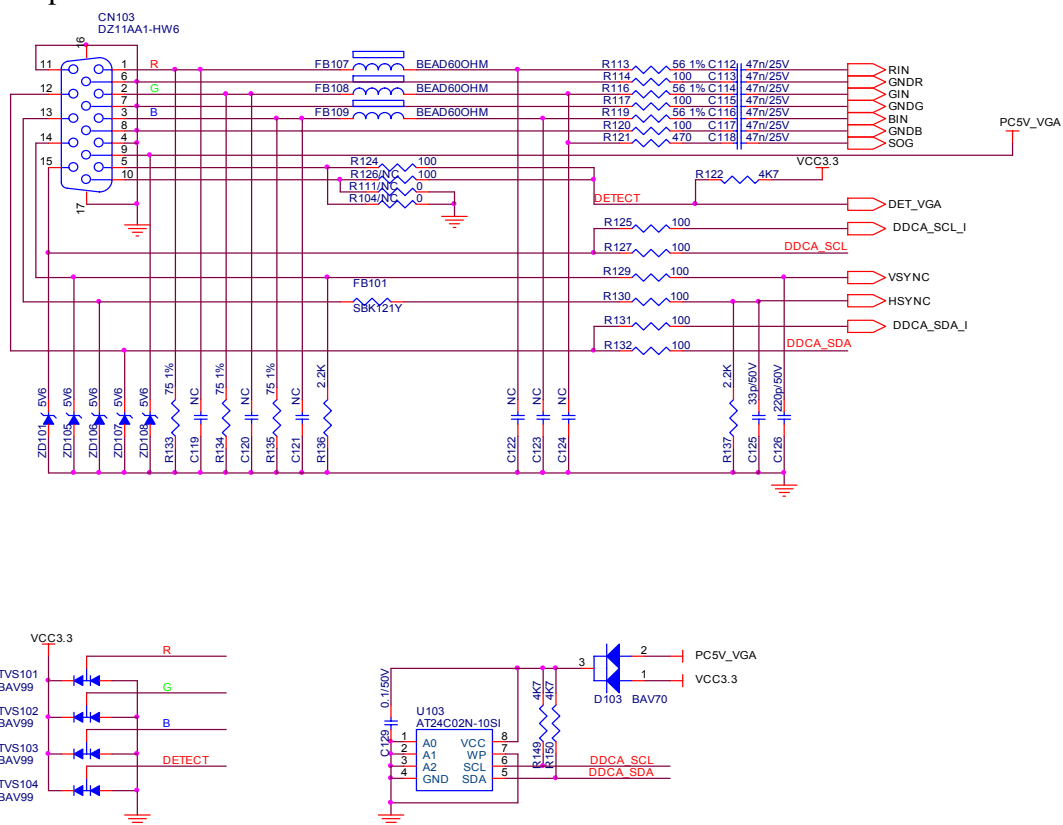 CN103
DZ11AA1-HW6
16
11 1 R FB107 BEAD60OHM R113 56 1% C112 47n/25V RIN
6 R114 100 C113 47n/25V GNDR
12 2 G FB108 BEAD60OHM R116 56 1% C114 47n/25V GIN
7 R117 100 C115 47n/25V GNDG
13 3 B FB109 BEAD60OHM R119 56 1% C116 47n/25V BIN
8 R120 100 C117 47n/25V GNDB
14 4 R121 470 C118 47n/25V SOG
PC5V_VGA
9
15 5 R124 100 VCC3.3
10 R126/NC 100 R122 4K7
R111/NC 0
R104/NC 0
17
DETECT DET_VGA
R125 100 DDCA_SCL_I
R127 100 DDCA_SCL
R129 100 VSYNC
FB101
SBK121Y
R130 100 HSYNC
R131 100 DDCA_SDA_I
R132 100 DDCA_SDA
ZD101 5V6
ZD105 5V6
ZD106 5V6
ZD107 5V6
ZD108 5V6
R133 75 1%
C119 NC
R134 75 1%
C120 NC
R135 75 1%
C121 NC
R136 2.2K
C122 NC
C123 NC
C124 NC
R137 2.2K
C125 33p/50V
C126 220p/50V
VCC3.3
R
TVS101
BAV99
G
TVS102
BAV99
B
TVS103
BAV99
DETECT
TVS104
BAV99
3 2 PC5V_VGA
1 VCC3.3
D103 BAV70
C129 0.1/50V
U103
AT24C02N-10SI
1 A0 VCC 8
2 A1 WP 7
3 A2 SCL 6 DDCA_SCL
4 GND SDA 5 DDCA_SDA
R149 4K7
R150 4K7